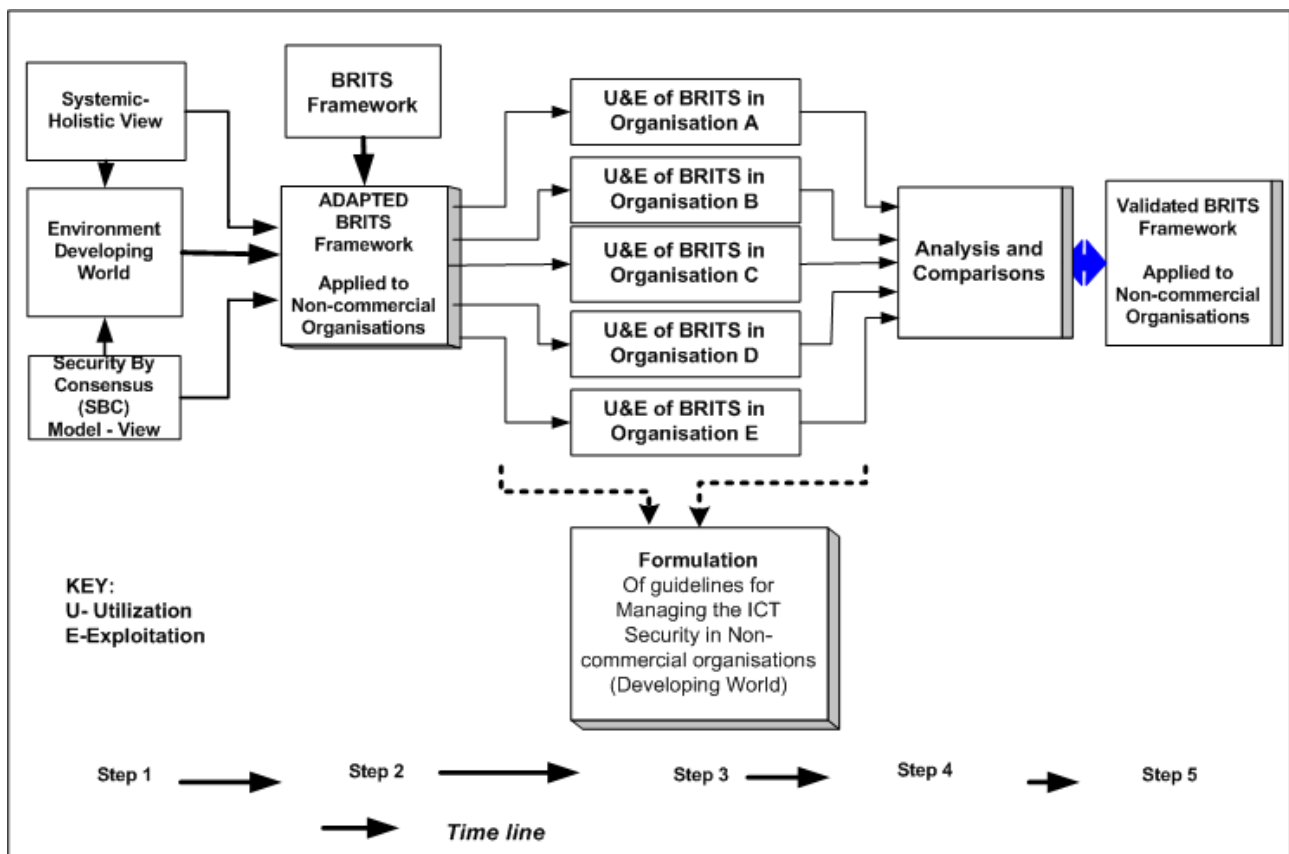 Systemic-
Holistic View
Environment
Developing
World
Security By
Consensus
(SBC)
Model - View
BRITS
Framework
ADAPTED
BRITS
Framework
Applied to
Non-commercial
Organisations
U&E of BRITS in
Organisation A
U&E of BRITS in
Organisation B
U&E of BRITS in
Organisation C
U&E of BRITS in
Organisation D
U&E of BRITS in
Organisation E
Analysis and
Comparisons
Validated BRITS
Framework
Applied to
Non-commercial
Organisations
Formulation
Of guidelines for
Managing the ICT
Security in Non-
commercial organisations
(Developing World)
KEY:
U- Utilization
E-Exploitation
Step 1
Step 2
Step 3
Step 4
Step 5
Time line